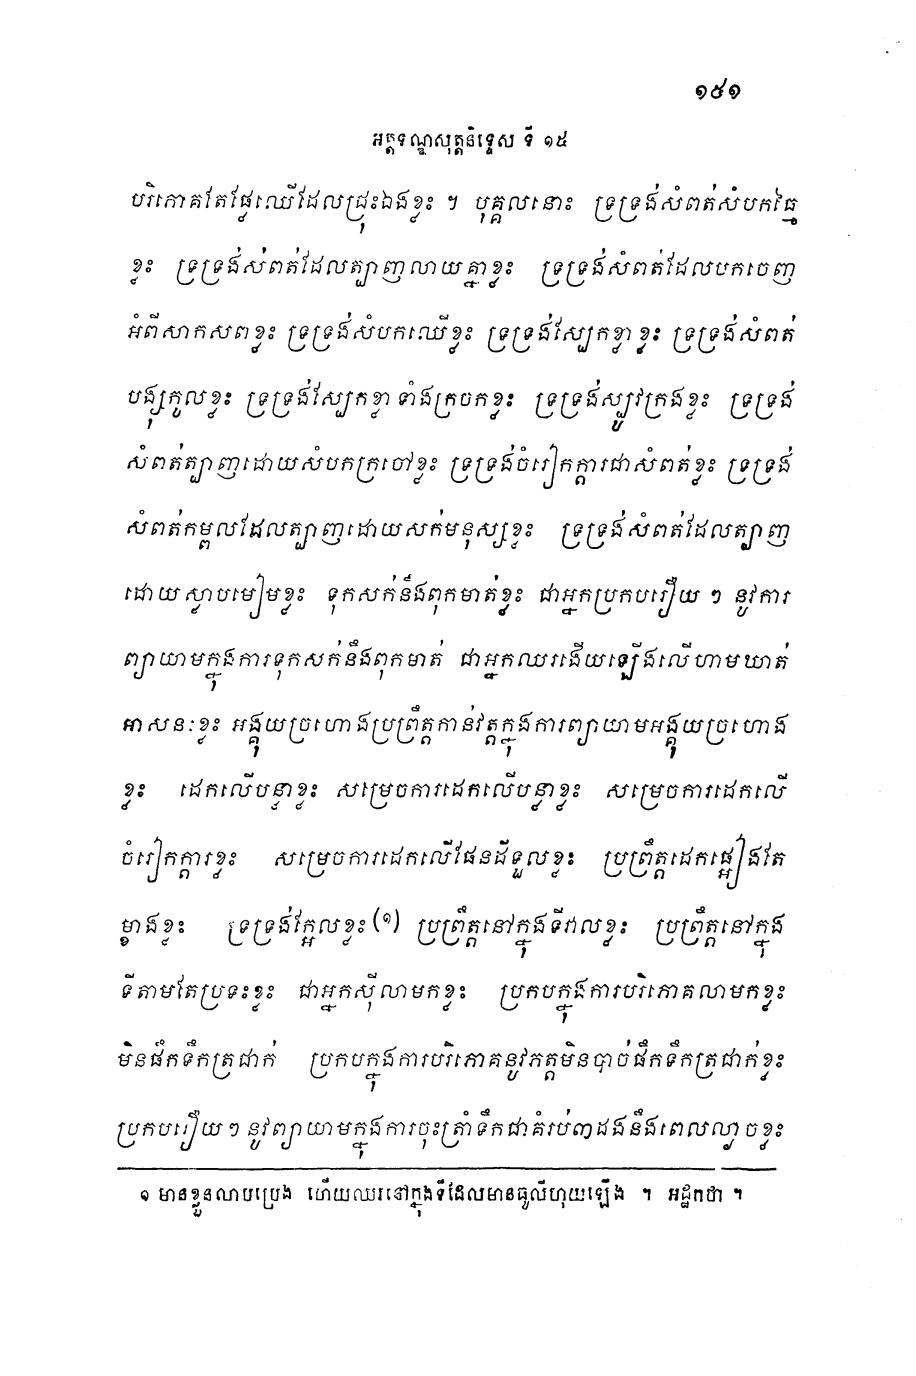 ១៥១
អត្តទណ្ឌសុត្តនិទ្ទេស ទី ១៥
បរិភោគតែផ្លែឈើដែលជ្រុះឯងខ្លះ ។ បុគ្គលនោះ ទ្រទ្រង់សំពត់សំបកធ្មៃ
ខ្លះ ទ្រទ្រង់សំពត់ដែលត្បាញលាយគ្នាខ្លះ ទ្រទ្រង់សំពត់ដែលបកចេញ
អំពីសាកសពខ្លះ ទ្រទ្រង់សំបកឈើខ្លះ ទ្រទ្រង់ស្បែកខ្លាខ្លះ ទ្រទ្រង់សំពត់
បង្សុកូលខ្លះ ទ្រទ្រង់ស្បែកខ្លាទាំងក្រចកខ្លះ ទ្រទ្រង់ស្បូវក្រងខ្លះ ទ្រទ្រង់
សំពត់ត្បាញដោយសំបកក្រចៅខ្លះ ទ្រទ្រង់ចំរៀកក្តារជាសំពត់ខ្លះ ទ្រទ្រង់
សំពត់កម្ពលដែលត្បាញដោយសក់មនុស្សខ្លះ ទ្រទ្រង់សំពត់ដែលត្បាញ
ដោយស្លាបមៀមខ្លះ ទុកសក់នឹងពុកមាត់ខ្លះ ជាអ្នកប្រកបរឿយ ៗ នូវការ
ព្យាយាមក្នុងការទុកសក់នឹងពុកមាត់ ជាអ្នកឈរងើយឡើងលើហាមឃាត់
អាសនៈខ្លះ អង្គុយច្រហោងប្រព្រឹត្តកាន់វត្តក្នុងការព្យាយាមអង្គុយច្រហោង
ខ្លះ ដេកលើបន្លាខ្លះ សម្រេចការដេកលើបន្លាខ្លះ សម្រេចការដេកលើ
ចំរៀកក្តារខ្លះ សម្រេចការដេកលើផែនដីទួលខ្លះ ប្រព្រឹត្តដេកផ្អៀងតែ
ម្ខាងខ្លះ ទ្រទ្រង់ក្អែលខ្លះ (១) ប្រព្រឹត្តនៅក្នុងទីវាលខ្លះ ប្រព្រឹត្តនៅក្នុង
ទីតាមតែប្រទះខ្លះ ជាអ្នកស៊ីលាមកខ្លះ ប្រកបក្នុងការបរិភោគលាមកខ្លះ
មិនផឹកទឹកត្រជាក់ ប្រកបក្នុងការបរិភោគនូវភត្តមិនបាច់ផឹកទឹកត្រជាក់ខ្លះ
ប្រកបរឿយ ៗ នូវព្យាយាមក្នុងការចុះត្រាំទឹកជាគំរប់៣ដងនឹងពេលល្ងាចខ្លះ
១ មានខ្លួនលាបប្រេង ហើយឈរនៅក្នុងទីដែលមានធូលីហុយឡើង ។ អដ្ឋកថា ។